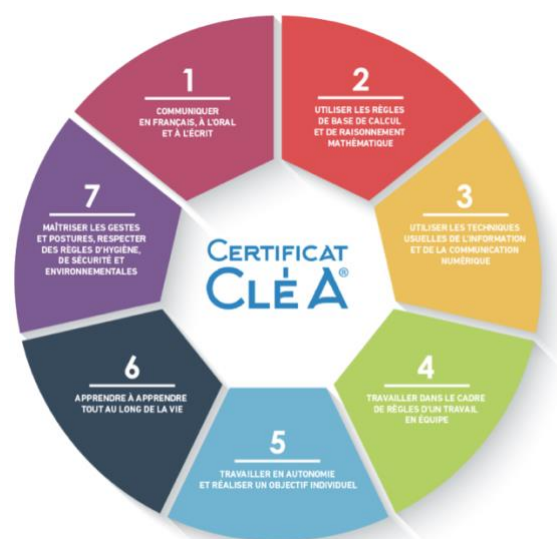 1
COMMUNIQUER
EN FRANÇAIS, À L'ORAL
ET À L'ÉCRIT
2
UTILISER LES RÈGLES
DE BASE DE CALCUL
ET DE RAISONNEMENT
MATHÉMATIQUE
3
UTILISER LES TECHNIQUES
USUELLES DE L'INFORMATION
ET DE LA COMMUNICATION
NUMÉRIQUE
4
TRAVAILLER DANS LE CADRE
DE RÈGLES D'UN TRAVAIL
EN ÉQUIPE
5
TRAVAILLER EN AUTONOMIE
ET RÉALISER UN OBJECTIF INDIVIDUEL
6
APPRENDRE À APPRENDRE
TOUT AU LONG DE LA VIE
7
MAÎTRISER LES GESTES
ET POSTURES, RESPECTER
DES RÈGLES D'HYGIÈNE,
DE SÉCURITÉ ET
ENVIRONNEMENTALES
CERTIFICAT
CLÉA®